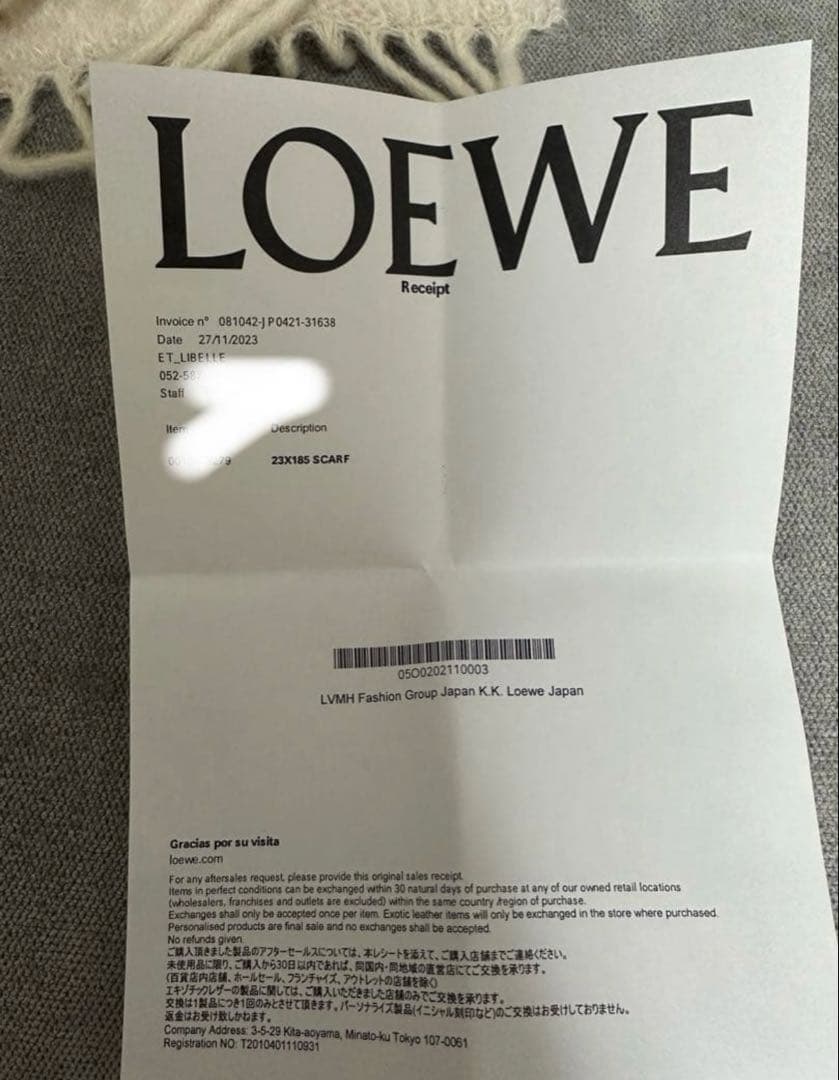 LOEWE
Receipt
Invoice n° 081042-JP0421-31638
Date 27/11/2023
ET_LIBELLE
052-58
Staff
Description
79
23X185 SCARF
05O0202110003
LVMH Fashion Group Japan K.K. Loewe Japan
Gracias por su visita
loewe.com
For any aftersales request, please provide this original sales receipt.
Items in perfect conditions can be exchanged within 30 natural days of purchase at any of our owned retail locations
(wholesalers, franchises and outlets are excluded) within the same country /region of purchase.
Exchanges shall only be accepted once per item. Exotic leather items will only be exchanged in the store where purchased.
Personalised products are final sale and no exchanges shall be accepted.
No refunds given.
ご購入頂きました製品のアフターセールスについては、本レシートを添えて、ご購入店舗までご連絡ください。
未使用品に限り、ご購入から30日以内であれば、同国内・同地域の直営店にてご交換を承ります。
(百貨店内店舗、ホールセール、フランチャイズ、アウトレットの店舗を除く)
エキゾチックレザーの製品に関しては、ご購入いただきました店舗のみでご交換を承ります。
交換は1製品につき1回のみとさせて頂きます。パーソナライズ製品(イニシャル刻印など)のご交換はお受けしておりません。
返金はお受け致しかねます。
Company Address: 3-5-29 Kita-aoyama, Minato-ku Tokyo 107-0061
Registration NO: T2010401110931